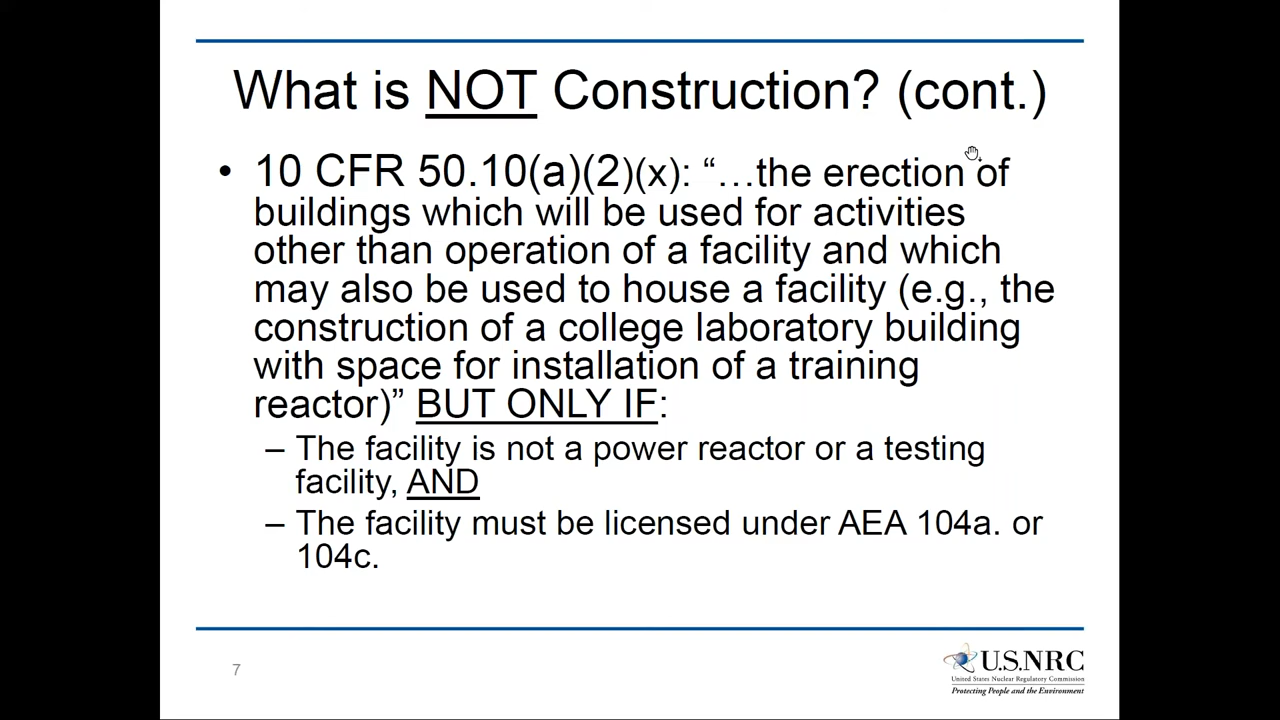 What is NOT Construction? (cont.)
• 10 CFR 50.10(a)(2)(x): “…the erection of
buildings which will be used for activities
other than operation of a facility and which
may also be used to house a facility (e.g., the
construction of a college laboratory building
with space for installation of a training
reactor)” BUT ONLY IF:
– The facility is not a power reactor or a testing
facility, AND
– The facility must be licensed under AEA 104a. or
104c.
7
U.S.NRC
United States Nuclear Regulatory Commission
Protecting People and the Environment